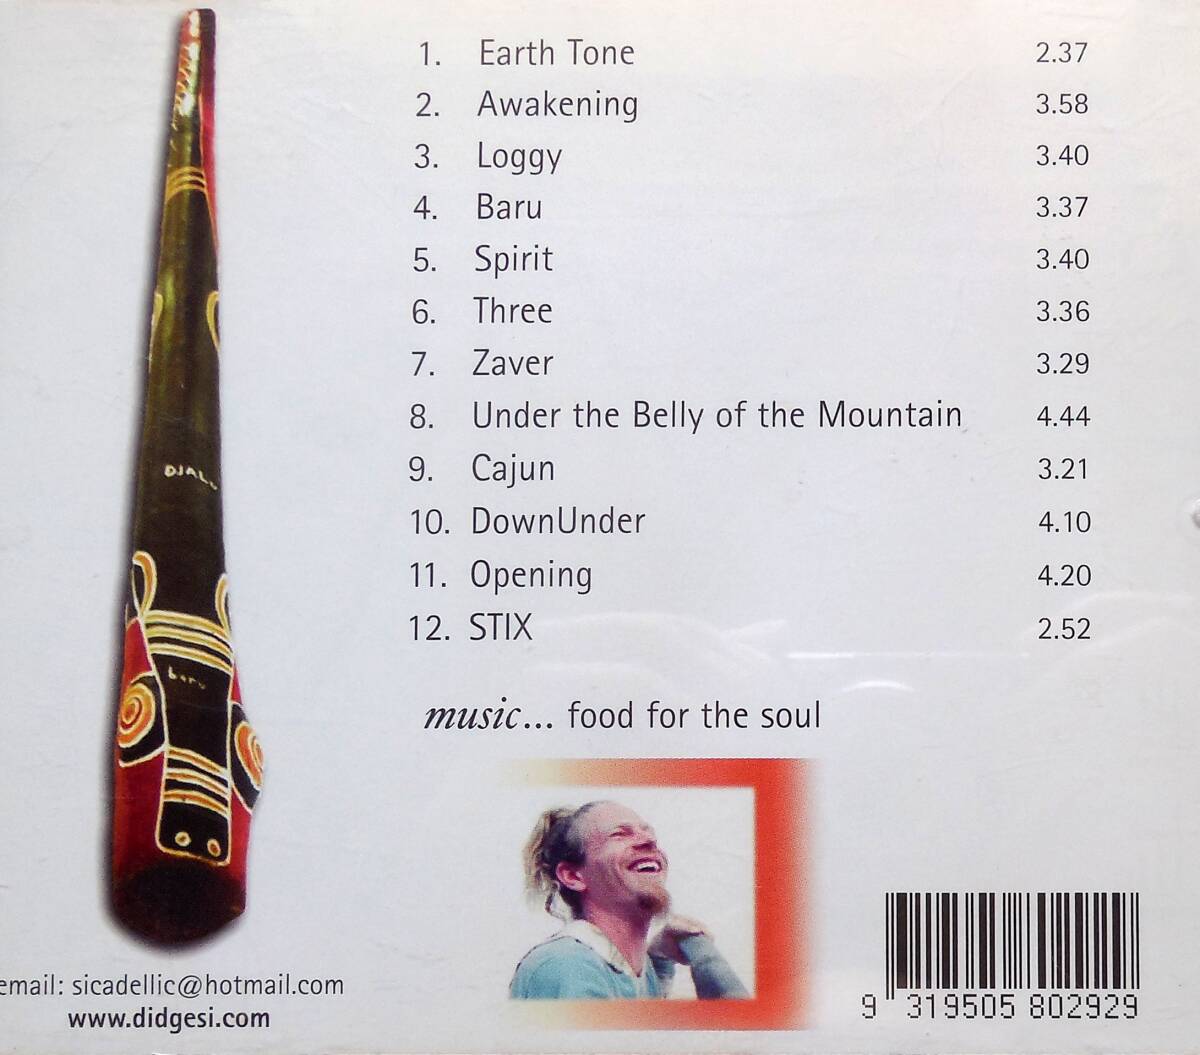 1. Earth Tone 2.37
2. Awakening 3.58
3. Loggy 3.40
4. Baru 3.37
5. Spirit 3.40
6. Three 3.36
7. Zaver 3.29
8. Under the Belly of the Mountain 4.44
9. Cajun 3.21
10. DownUnder 4.10
11. Opening 4.20
12. STIX 2.52
music... food for the soul
baru
email: sicadellic@hotmail.com
www.didgesi.com
9 319505 802929